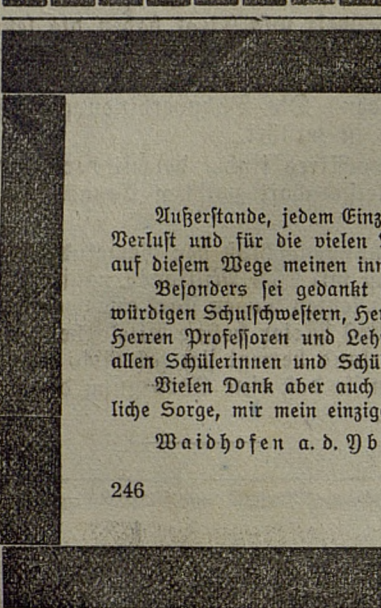 Außerstande, jedem Einz
Verlust und für die vielen
auf diesem Wege meinen inn
Besonders sei gedankt
würdigen Schulschwestern, Her
Herren Professoren und Leh
allen Schülerinnen und Schü
Vielen Dank aber auch
liche Sorge, mir mein einzig
Waidhofen a. d. Yb
246